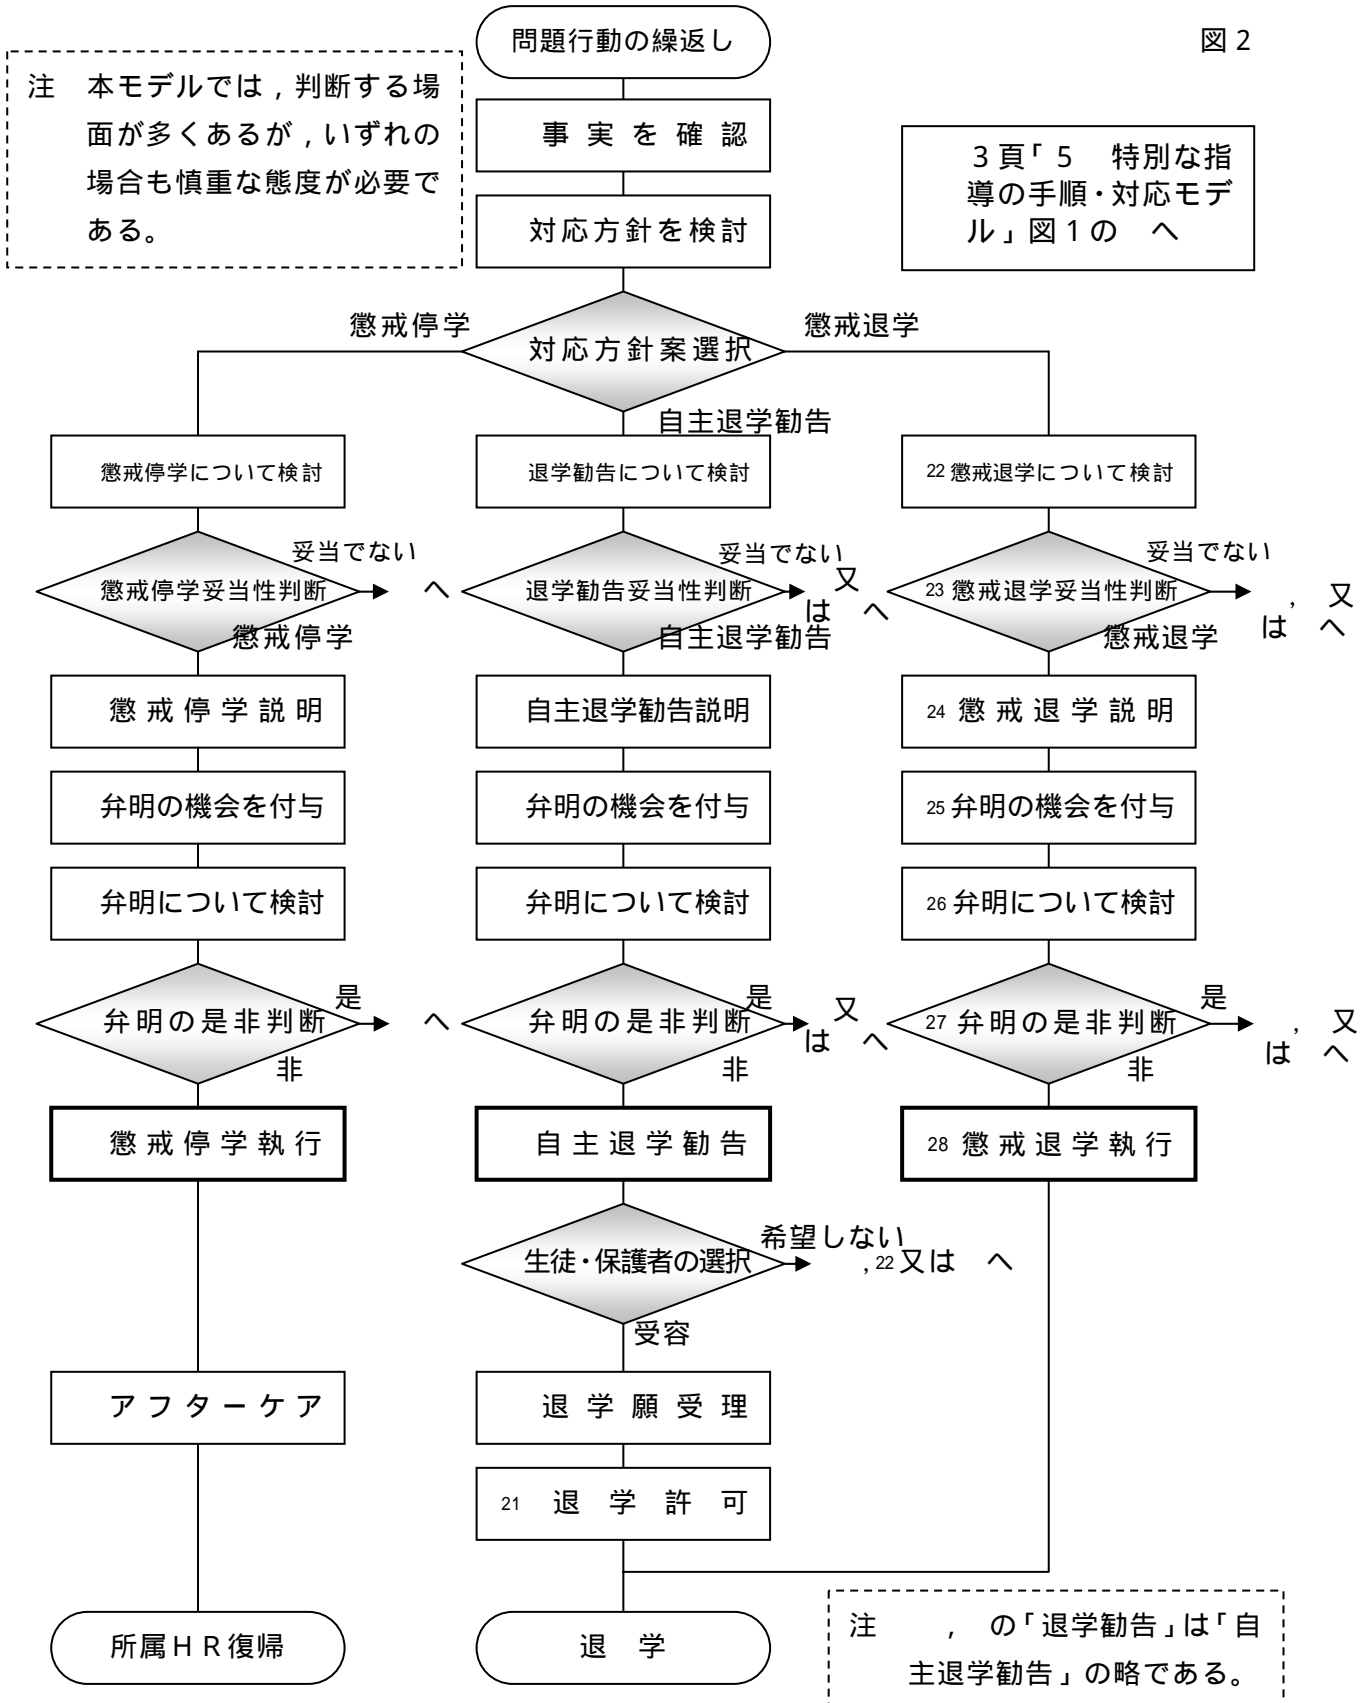 問題行動の繰返し
図2
注 本モデルでは,判断する場
面が多くあるが,いずれの
場合も慎重な態度が必要で
ある。
事実を確認
3頁「5 特別な指
導の手順・対応モデ
ル」図1の へ
対応方針を検討
懲戒停学
対応方針案選択
懲戒退学
自主退学勧告
懲戒停学について検討
退学勧告について検討
22 懲戒退学について検討
妥当でない
懲戒停学妥当性判断
へ
懲戒停学
妥当でない
退学勧告妥当性判断
又
は へ
自主退学勧告
妥当でない
23 懲戒退学妥当性判断
, 又
は へ
懲戒退学
懲戒停学説明
自主退学勧告説明
24 懲戒退学説明
弁明の機会を付与
弁明の機会を付与
25 弁明の機会を付与
弁明について検討
弁明について検討
26 弁明について検討
是
弁明の是非判断
へ
非
是
弁明の是非判断
又
は へ
非
是
27 弁明の是非判断
, 又
は へ
非
懲戒停学執行
自主退学勧告
28 懲戒退学執行
希望しない
生徒・保護者の選択
,22又は へ
受容
アフターケア
退学願受理
21 退学許可
所属HR復帰
退 学
注 , の「退学勧告」は「自
主退学勧告」の略である。